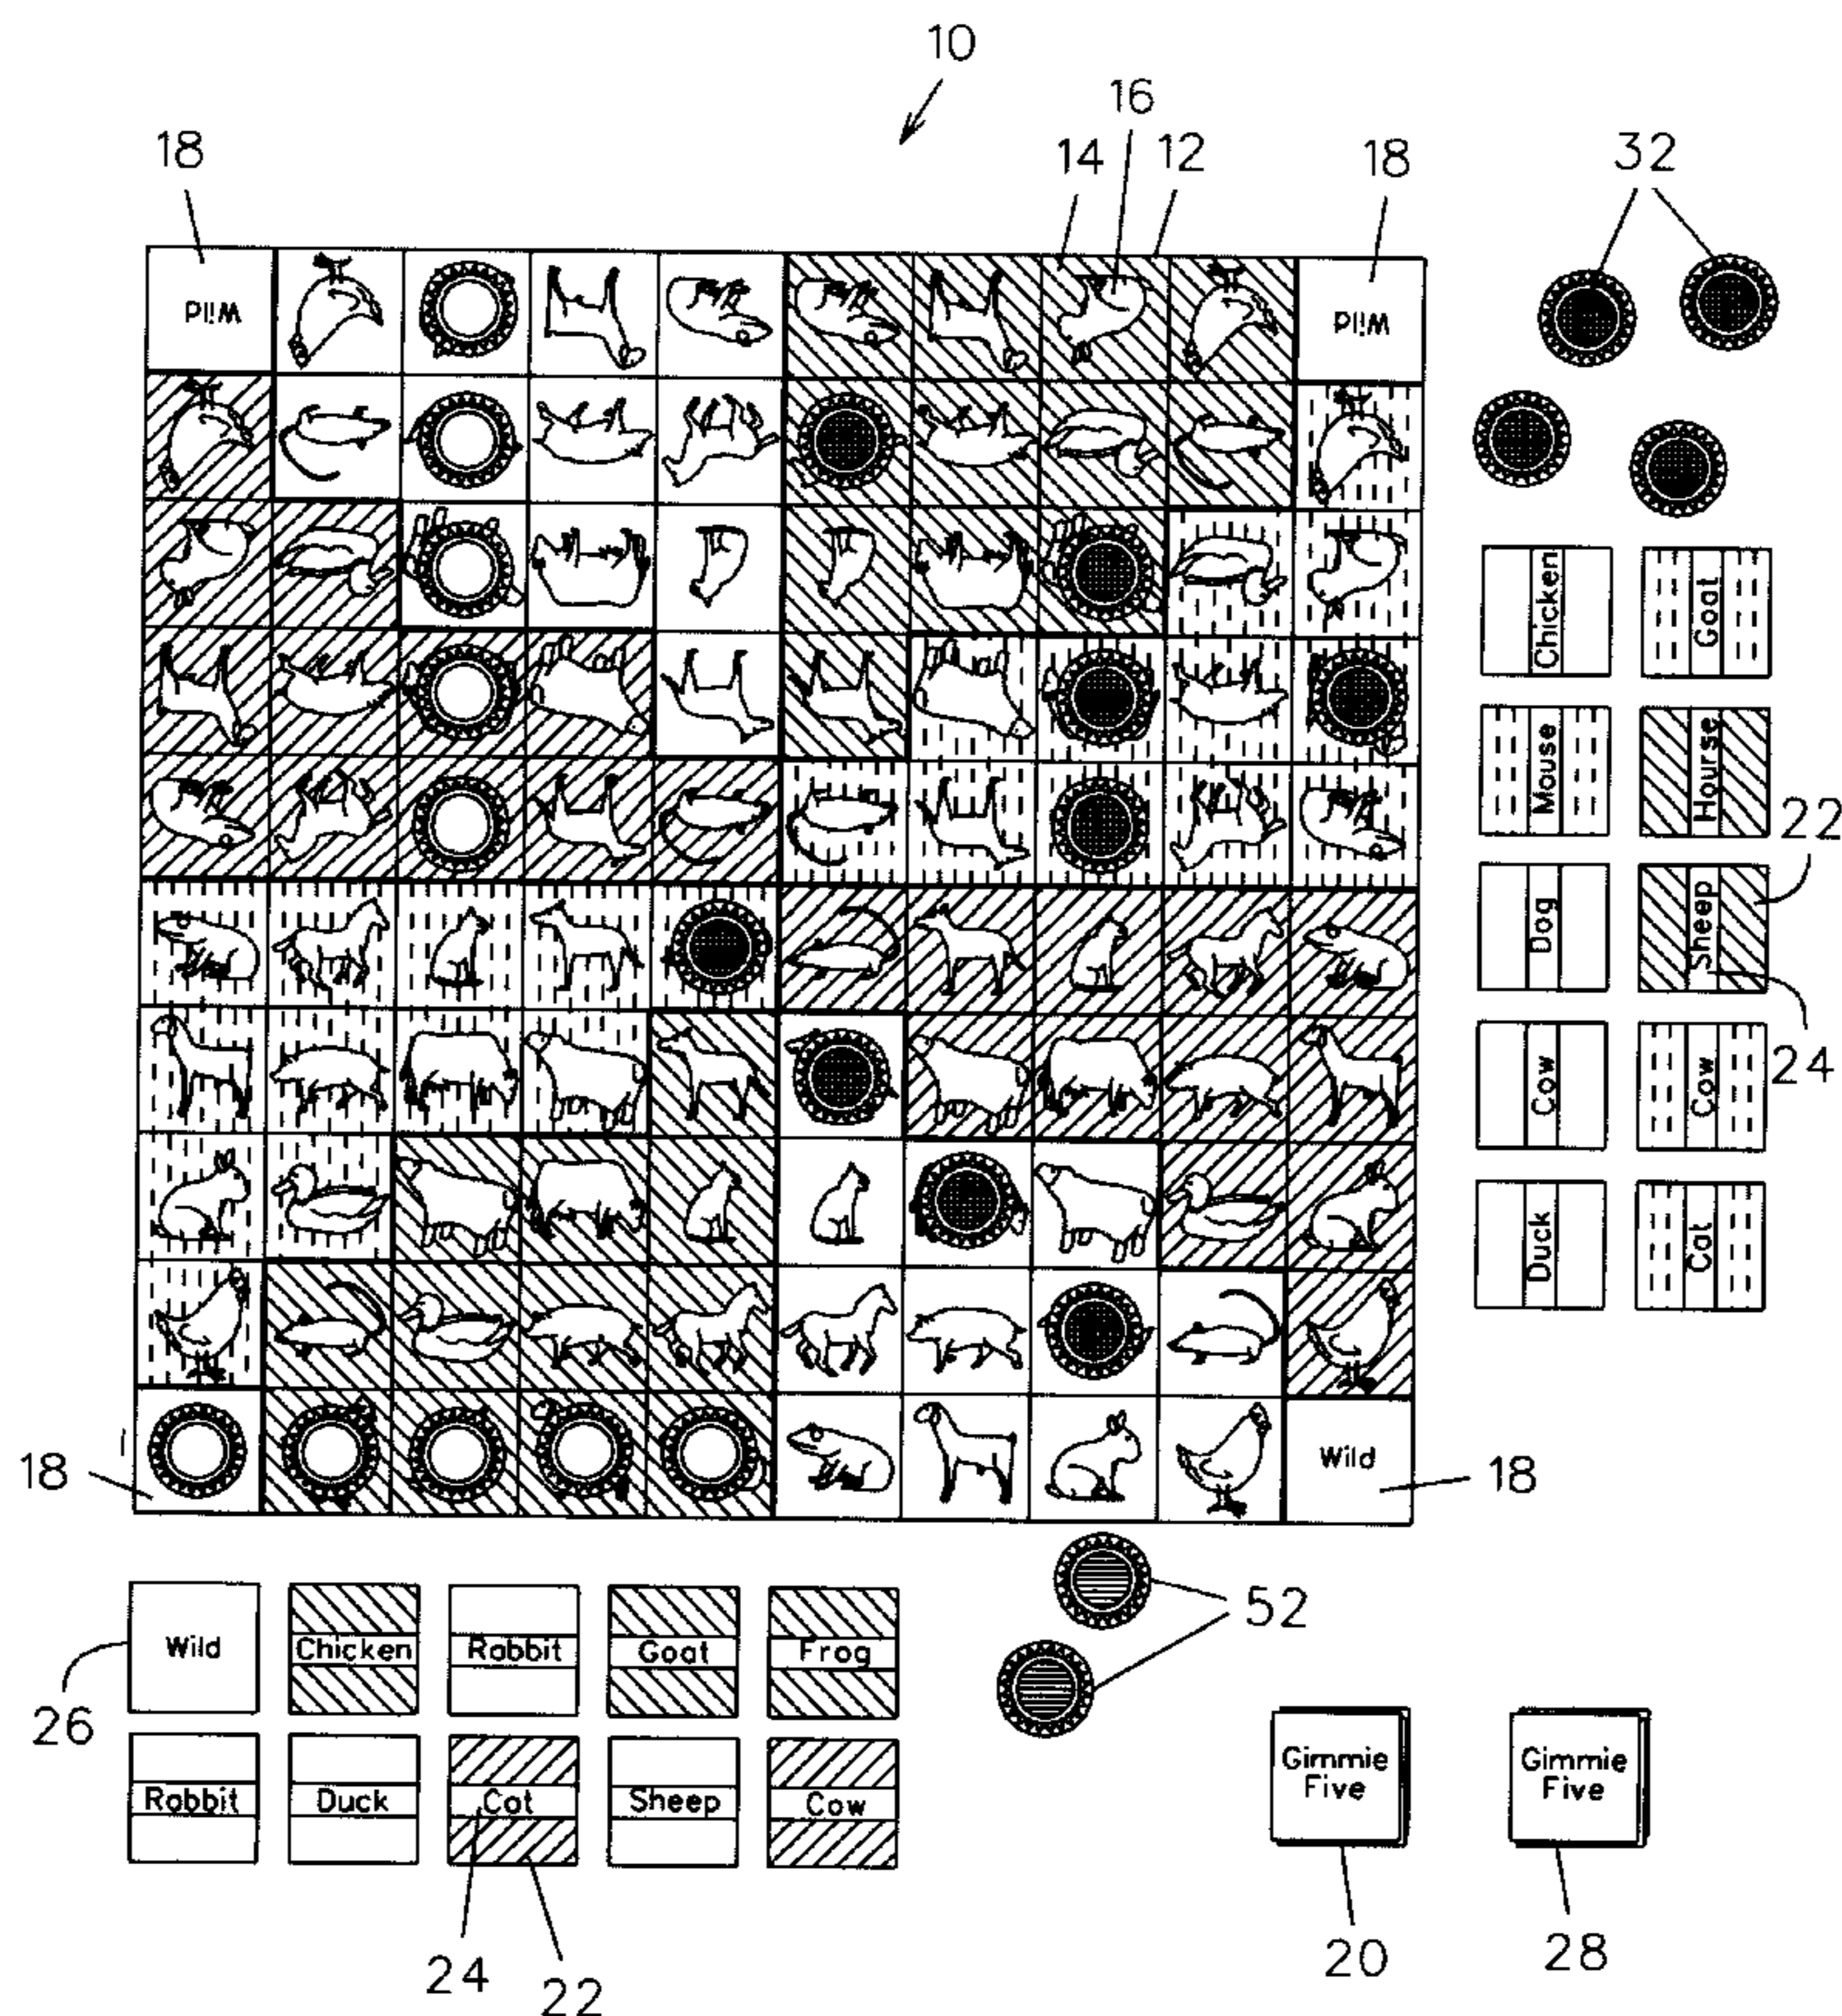 10
16
18
14 12
18
32
Wild
Wild
Chicken
Goat
Mouse
Hourse
22
Dog
Sheep
24
Cow
Cow
Duck
Cat
18
Wild
18
Wild
Chicken
Rabbit
Goat
Frog
52
26
Rabbit
Duck
Cat
Sheep
Cow
Gimmie
Five
Gimmie
Five
24
22
20
28